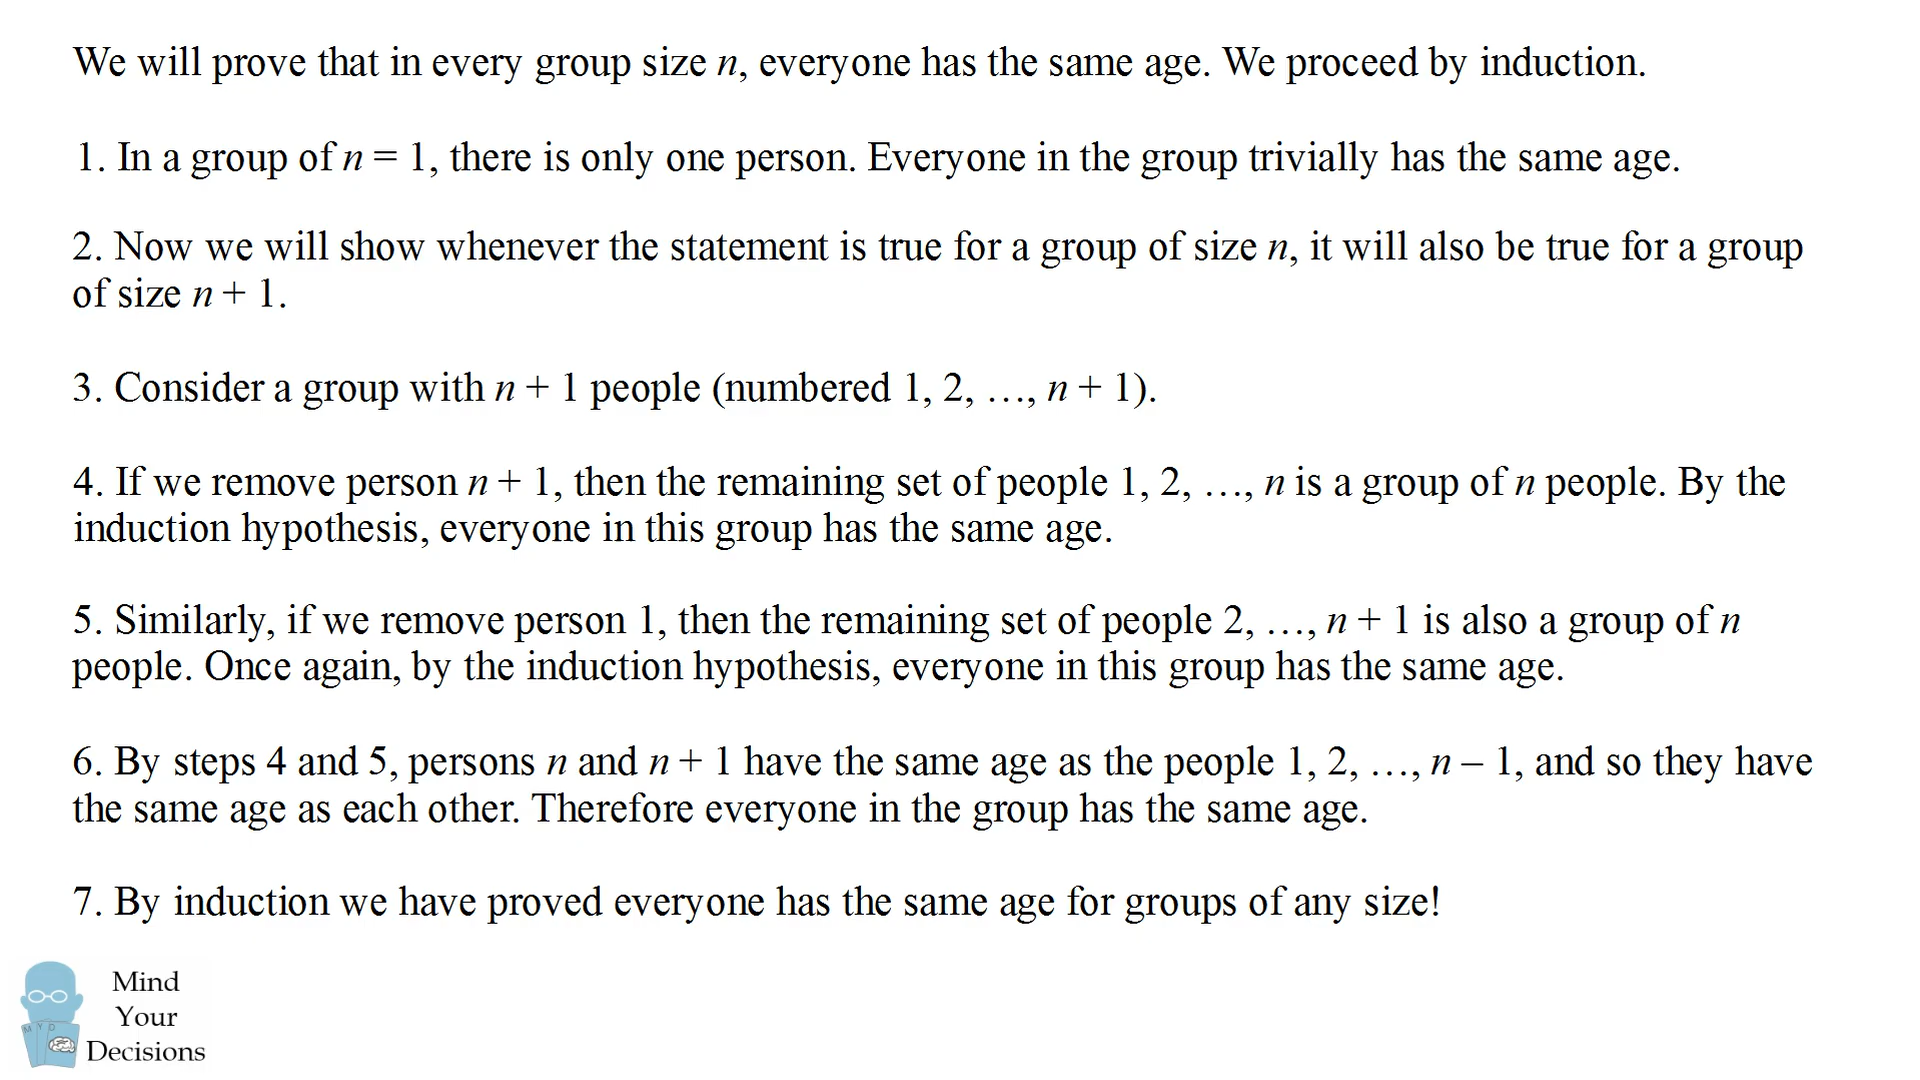 We will prove that in every group size n, everyone has the same age. We proceed by induction.
1. In a group of n = 1, there is only one person. Everyone in the group trivially has the same age.
2. Now we will show whenever the statement is true for a group of size n, it will also be true for a group
of size n + 1.
3. Consider a group with n + 1 people (numbered 1, 2, …, n + 1).
4. If we remove person n + 1, then the remaining set of people 1, 2, …, n is a group of n people. By the
induction hypothesis, everyone in this group has the same age.
5. Similarly, if we remove person 1, then the remaining set of people 2, …, n + 1 is also a group of n
people. Once again, by the induction hypothesis, everyone in this group has the same age.
6. By steps 4 and 5, persons n and n + 1 have the same age as the people 1, 2, …, n – 1, and so they have
the same age as each other. Therefore everyone in the group has the same age.
7. By induction we have proved everyone has the same age for groups of any size!
Mind
Your
Decisions
M Y D